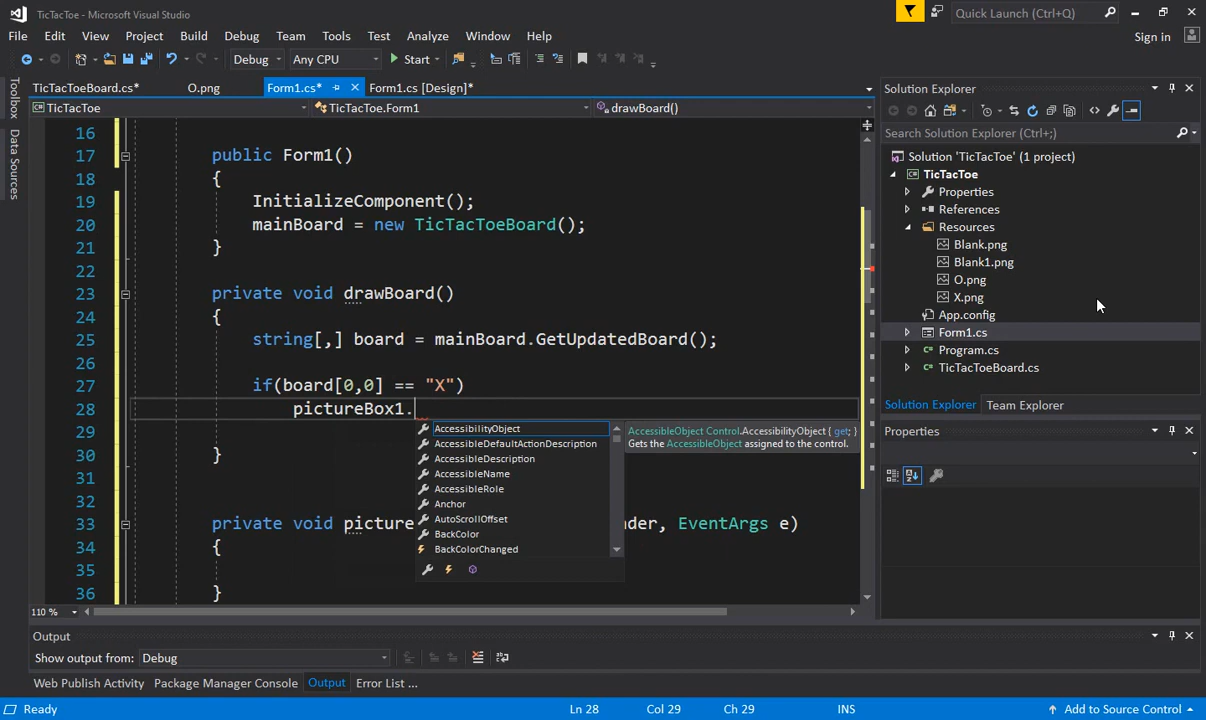 TicTacToe - Microsoft Visual Studio
Quick Launch (Ctrl+;)
File Edit View Project Build Debug Team Tools Test Analyze Window Help
Sign in
Debug Any CPU Start
TicTacToeBoard.cs* O.png Form1.cs* Form1.cs [Design]*
TicTacToe TicTacToe.Form1 drawBoard()
Toolbox
Data Sources
16
17 public Form1()
18 {
19 InitializeComponent();
20 mainBoard = new TicTacToeBoard();
21 }
22
23 private void drawBoard()
24 {
25 string[,] board = mainBoard.GetUpdatedBoard();
26
27 if(board[0,0] == "X")
28 pictureBox1.
29
30 }
31
32
33 private void picture der, EventArgs e)
34 {
35
36 }
AccessibilityObject
AccessibleDefaultActionDescription
AccessibleDescription
AccessibleName
AccessibleRole
Anchor
AutoScrollOffset
BackColor
BackColorChanged
AccessibleObject Control.AccessibilityObject { get; }
Gets the AccessibleObject assigned to the control.
110 %
Solution Explorer
Search Solution Explorer (Ctrl+;)
Solution 'TicTacToe' (1 project)
TicTacToe
Properties
References
Resources
Blank.png
Blank1.png
O.png
X.png
App.config
Form1.cs
Program.cs
TicTacToeBoard.cs
Solution Explorer Team Explorer
Properties
Output
Show output from: Debug
Web Publish Activity Package Manager Console Output Error List ...
Ready Ln 28 Col 29 Ch 29 INS Add to Source Control